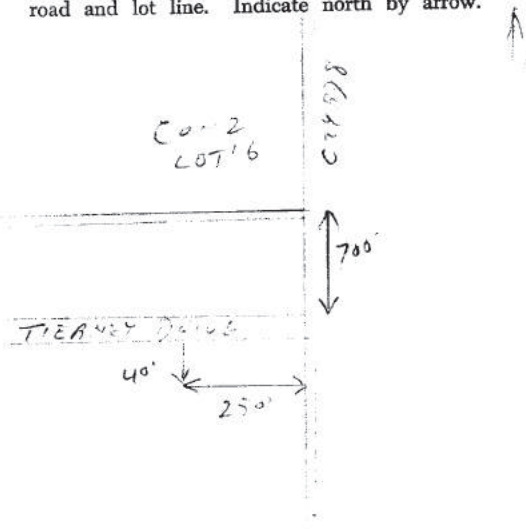 road and lot line. Indicate north by arrow.
Con 2
LOT 6
700'
TIERNEY DRIVE
40'
250'